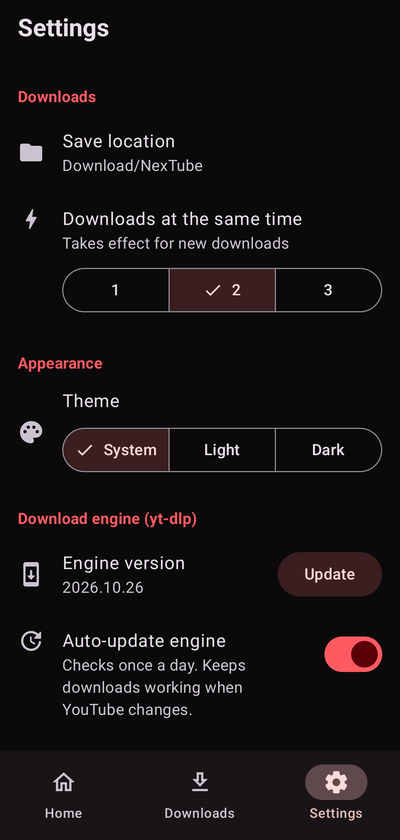 Settings
Downloads
Save location
Download/NexTube
Downloads at the same time
Takes effect for new downloads
1
2
3
Appearance
Theme
System
Light
Dark
Download engine (yt-dlp)
Engine version
2026.10.26
Update
Auto-update engine
Checks once a day. Keeps
downloads working when
YouTube changes.
Home
Downloads
Settings